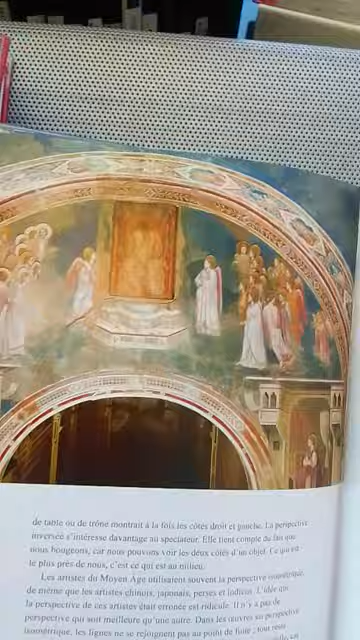 de table ou de trône montrait à la fois les côtés droit et gauche. La perspective
inversée s'intéresse davantage au spectateur. Elle tient compte du fait que
nous bougeons, car nous pouvons voir les deux côtés d'un objet. Ce qui est
le plus près de nous, c'est ce qui est au milieu.
Les artistes du Moyen Âge utilisaient souvent la perspective isométrique,
de même que les artistes chinois, japonais, perses et indiens. L'idée que
la perspective de ces artistes était erronée est ridicule. Il n'y a pas de
perspective qui soit meilleure qu'une autre. Dans les œuvres en perspective
isométrique, les lignes ne se rejoignent pas au point de fuite ; tout reste